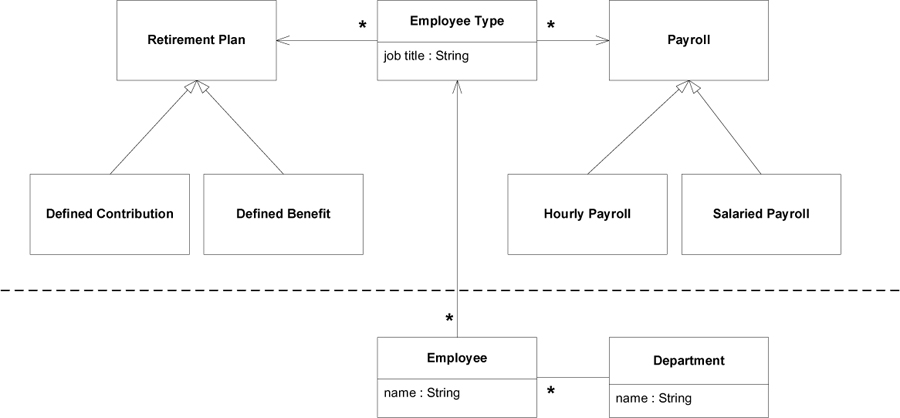 Retirement Plan
*
Employee Type
job title : String
*
Payroll
Defined Contribution
Defined Benefit
Hourly Payroll
Salaried Payroll
*
Employee
name : String
*
Department
name : String